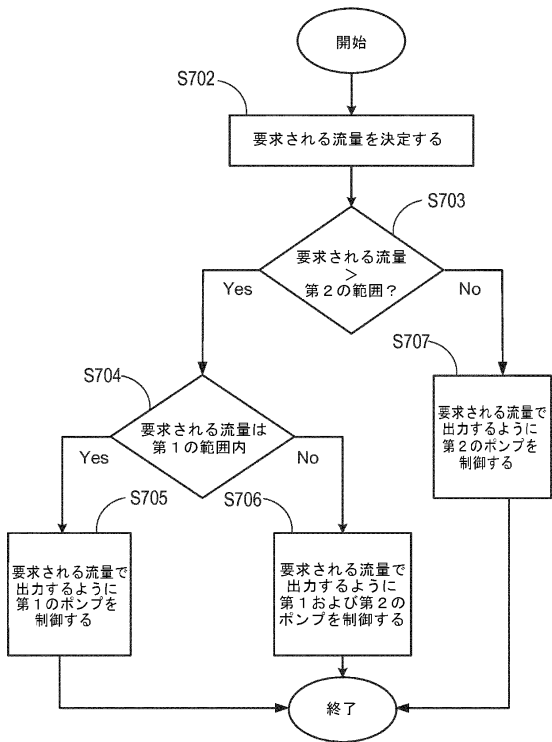 開始
S702
要求される流量を決定する
S703
要求される流量
＞
第２の範囲？
Yes
No
S704
要求される流量は
第１の範囲内
Yes
No
S707
要求される流量で
出力するように
第２のポンプを
制御する
S705
要求される流量で
出力するように
第１のポンプを
制御する
S706
要求される流量で
出力するように
第１および第２の
ポンプを制御する
終了